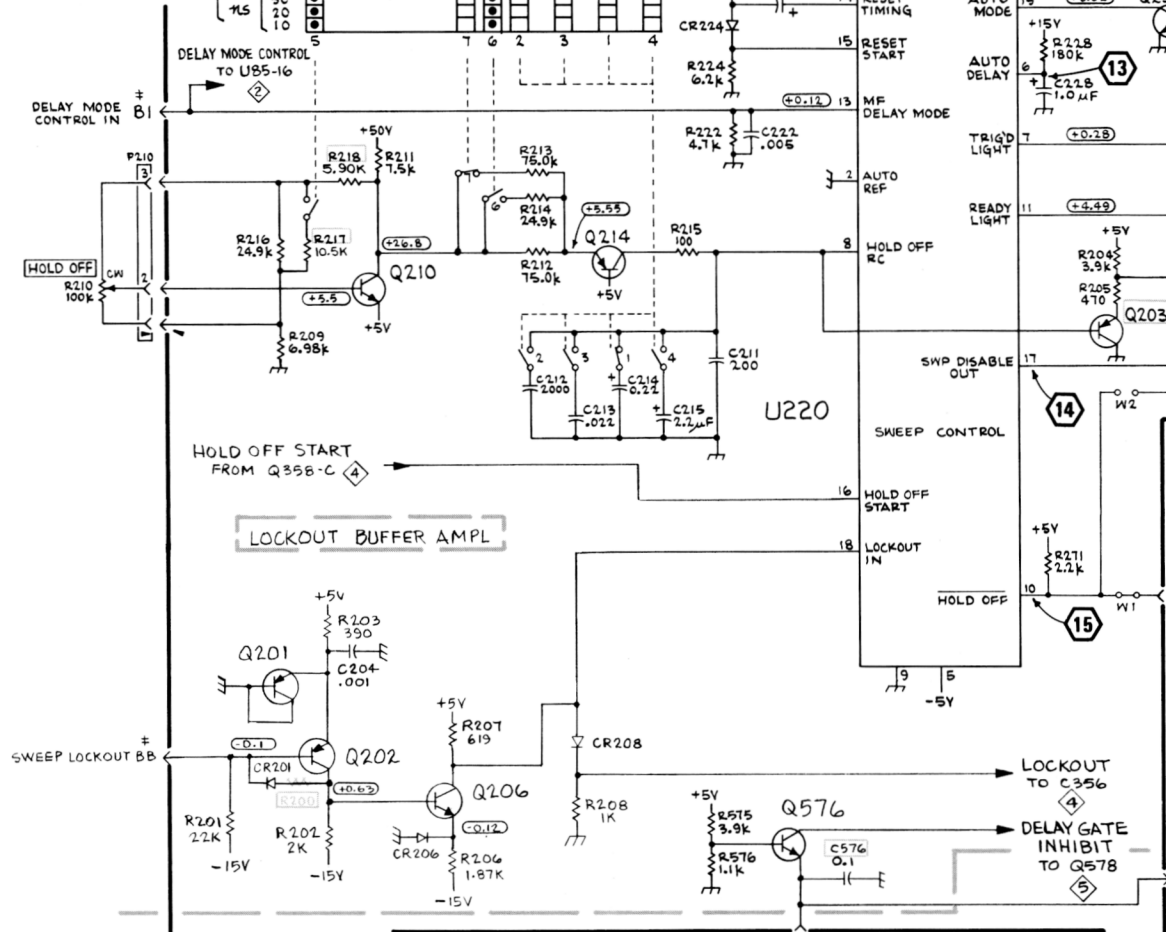 ns
20
10
5
7
6
2
3
1
4
DELAY MODE CONTROL
TO U85-16
2
DELAY MODE
CONTROL IN
‡
B1
P210
3
2
HOLD OFF
R210
100K
CW
R216
24.9K
R217
10.5K
R218
5.90K
+50V
R211
7.5K
+26.8
Q210
+5.5
+5V
R209
6.98K
7
6
R213
75.0K
R214
24.9K
R212
75.0K
+5.55
Q214
+5V
R215
100
2
3
1
4
C212
2000
C213
.022
C214
0.22
C215
2.2µF
C211
200
CR224
R224
6.2K
R222
4.7K
C222
.005
+0.12
TIMING
15
RESET
START
13
MF
DELAY MODE
2
AUTO
REF
8
HOLD OFF
RC
U220
SWEEP CONTROL
16
HOLD OFF
START
18
LOCKOUT
IN
9
5
-5V
MODE
15
AUTO
DELAY
6
+15V
R228
180K
C228
1.0µF
13
TRIG'D
LIGHT
7
+0.28
READY
LIGHT
11
+4.49
+5V
R204
3.9K
R205
470
Q203
SWP DISABLE
OUT
17
14
W2
+5V
R271
2.2K
HOLD OFF
10
W1
15
HOLD OFF START
FROM Q358-C
4
LOCKOUT BUFFER AMPL
+5V
R203
390
C204
.001
Q201
SWEEP LOCKOUT BB
‡
-0.1
Q202
CR201
R200
+0.63
R201
22K
-15V
R202
2K
-15V
+5V
R207
619
Q206
-0.12
CR206
R206
1.87K
-15V
CR208
R208
1K
LOCKOUT
TO C356
4
+5V
R575
3.9K
R576
1.1K
Q576
C576
0.1
DELAY GATE
INHIBIT
TO Q578
5